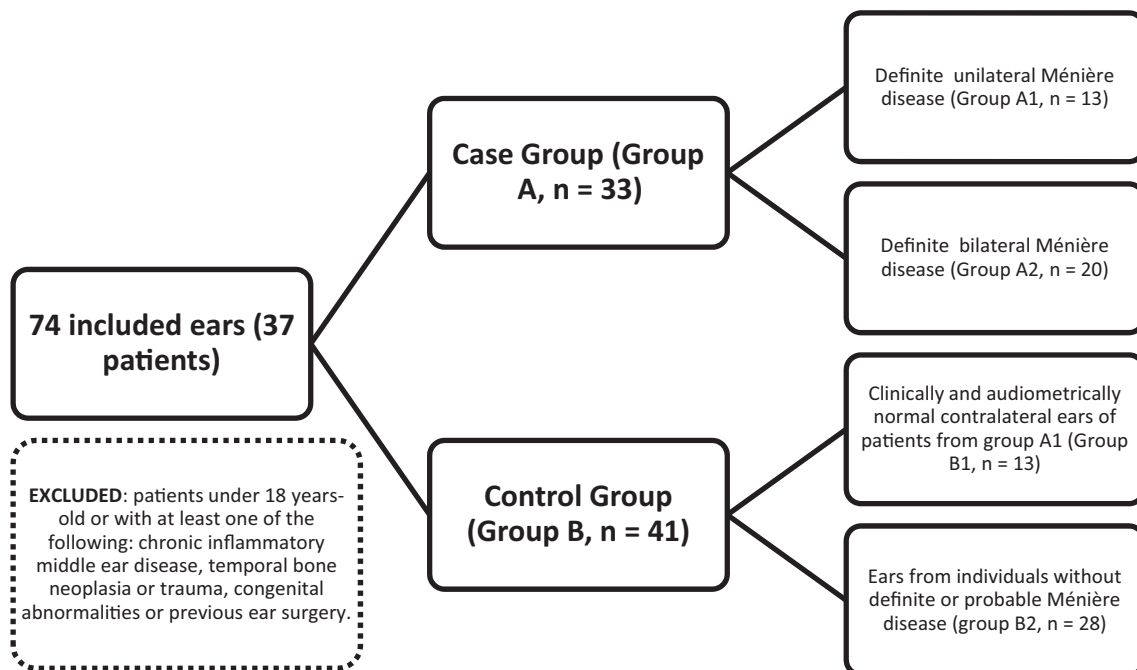 74 included ears (37
patients)
EXCLUDED: patients under 18 years-
old or with at least one of the
following: chronic inflammatory
middle ear disease, temporal bone
neoplasia or trauma, congenital
abnormalities or previous ear surgery.
Case Group (Group
A, n = 33)
Control Group
(Group B, n = 41)
Definite unilateral Ménière
disease (Group A1, n = 13)
Definite bilateral Ménière
disease (Group A2, n = 20)
Clinically and audiometrically
normal contralateral ears of
patients from group A1 (Group
B1, n = 13)
Ears from individuals without
definite or probable Ménière
disease (group B2, n = 28)